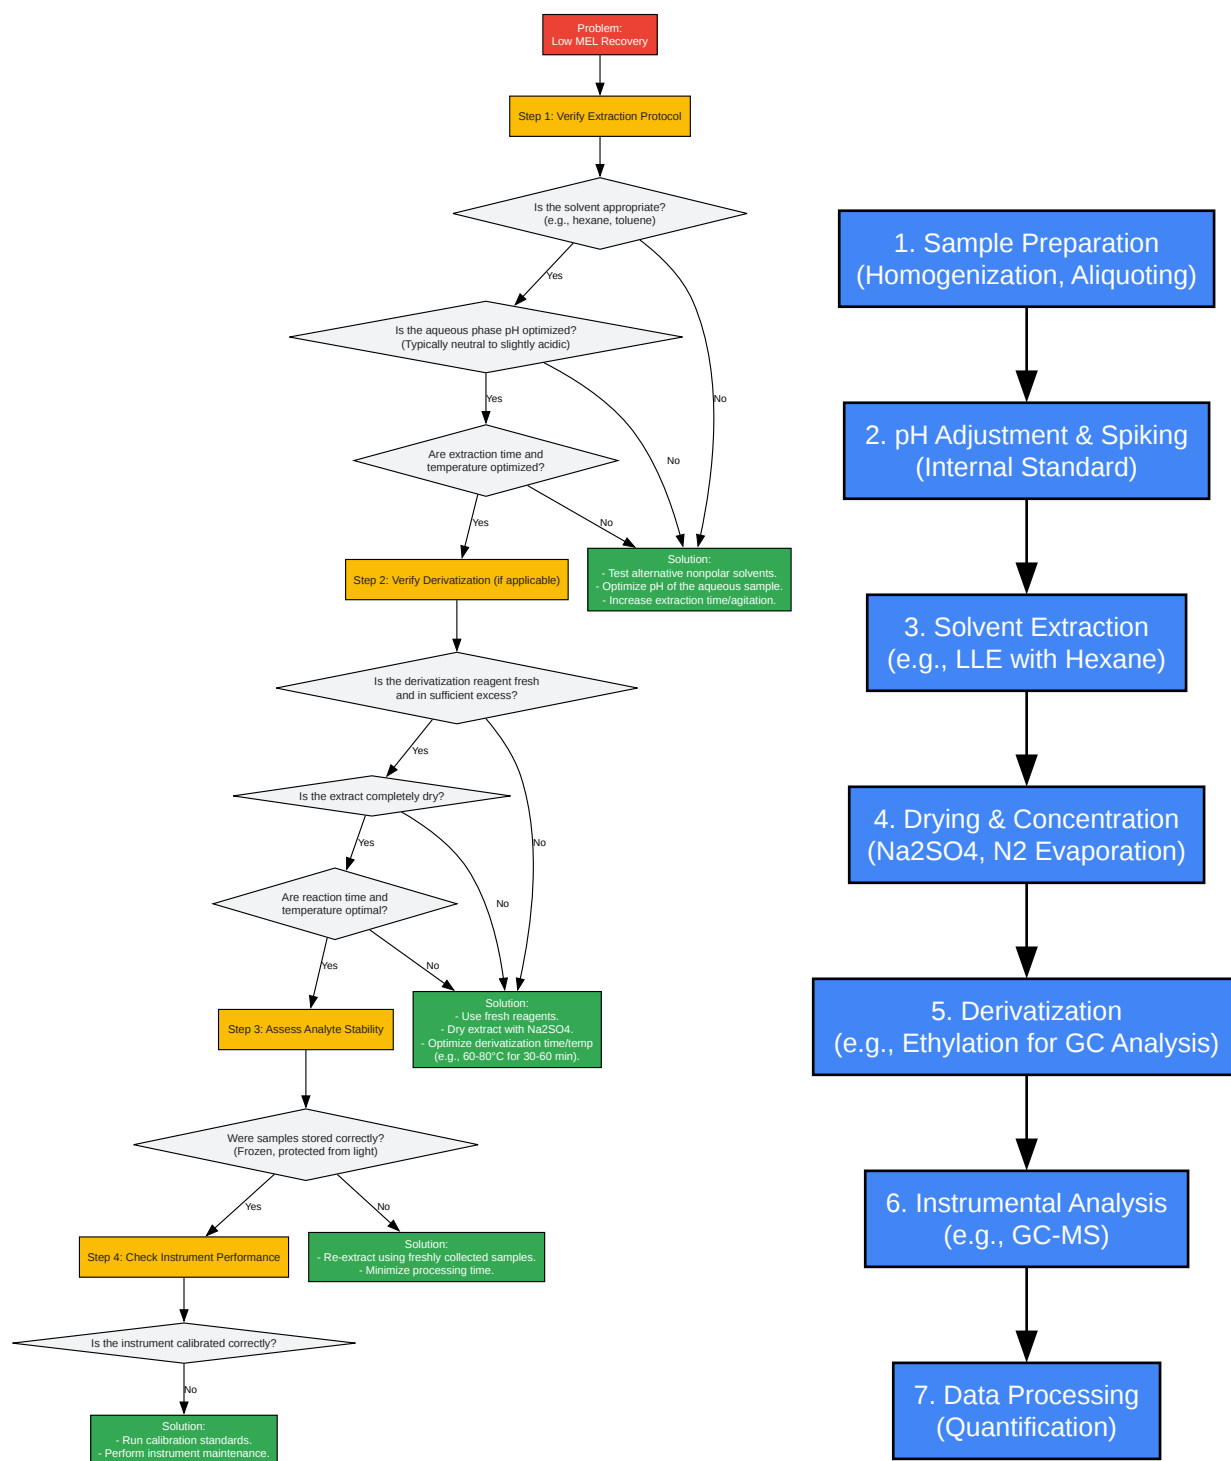 Problem:
Low MEL Recovery
Step 1: Verify Extraction Protocol
Is the solvent appropriate?
(e.g., hexane, toluene)
Yes
No
Is the aqueous phase pH optimized?
(Typically neutral to slightly acidic)
Yes
No
Are extraction time and
temperature optimized?
Yes
No
Solution:
- Test alternative nonpolar solvents.
- Optimize pH of the aqueous sample.
- Increase extraction time/agitation.
Step 2: Verify Derivatization (if applicable)
Is the derivatization reagent fresh
and in sufficient excess?
Yes
No
Is the extract completely dry?
Yes
No
Are reaction time and
temperature optimal?
Yes
No
Solution:
- Use fresh reagents.
- Dry extract with Na2SO4.
- Optimize derivatization time/temp
(e.g., 60-80°C for 30-60 min).
Step 3: Assess Analyte Stability
Were samples stored correctly?
(Frozen, protected from light)
Yes
No
Solution:
- Re-extract using freshly collected samples.
- Minimize processing time.
Step 4: Check Instrument Performance
Is the instrument calibrated correctly?
No
Solution:
- Run calibration standards.
- Perform instrument maintenance.
1. Sample Preparation
(Homogenization, Aliquoting)
2. pH Adjustment & Spiking
(Internal Standard)
3. Solvent Extraction
(e.g., LLE with Hexane)
4. Drying & Concentration
(Na2SO4, N2 Evaporation)
5. Derivatization
(e.g., Ethylation for GC Analysis)
6. Instrumental Analysis
(e.g., GC-MS)
7. Data Processing
(Quantification)